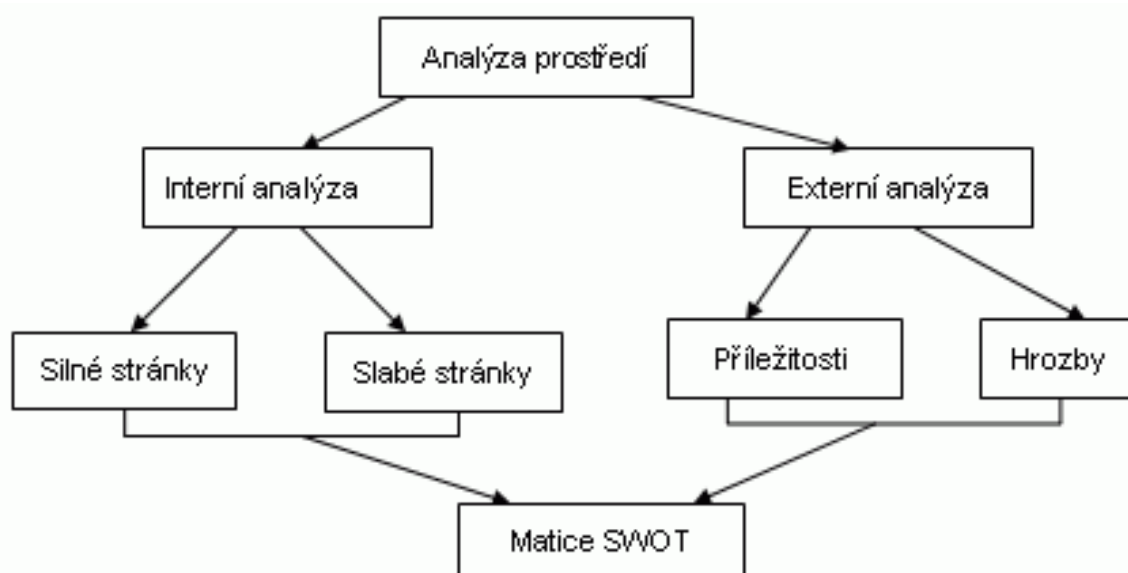 Analýza prostředí
Interní analýza
Externí analýza
Silné stránky
Slabé stránky
Příležitosti
Hrozby
Matice SWOT